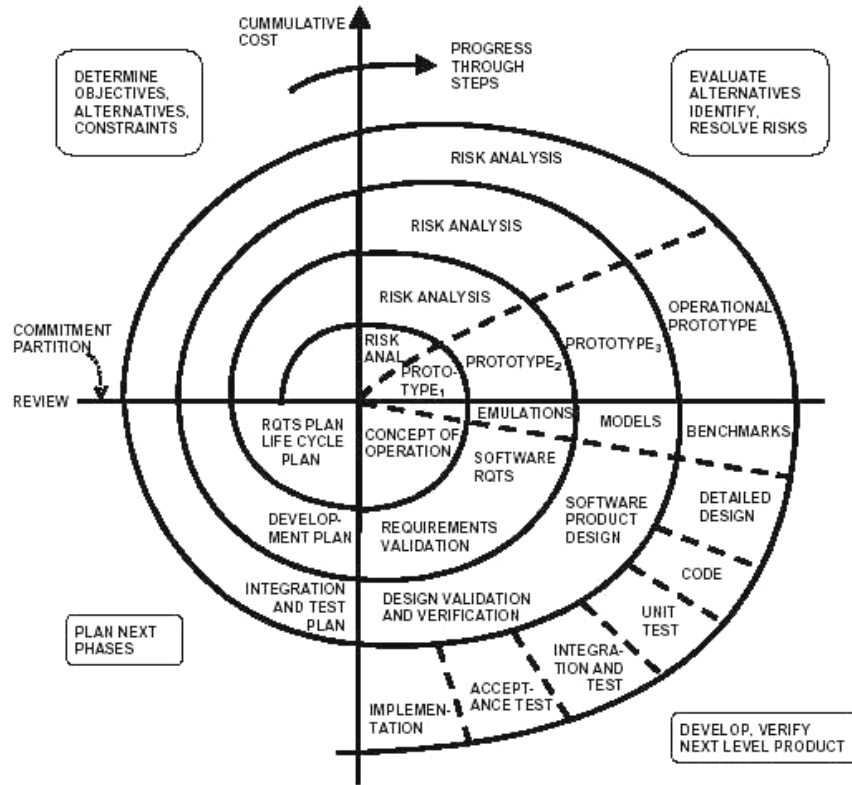 CUMMULATIVE
COST
PROGRESS
THROUGH
STEPS
DETERMINE
OBJECTIVES,
ALTERNATIVES,
CONSTRAINTS
EVALUATE
ALTERNATIVES
IDENTIFY,
RESOLVE RISKS
RISK ANALYSIS
RISK ANALYSIS
RISK ANALYSIS
RISK
ANAL.
OPERATIONAL
PROTOTYPE
PROTOTYPE3
PROTOTYPE2
PROTO-
TYPE1
COMMITMENT
PARTITION
REVIEW
EMULATIONS
MODELS
BENCHMARKS
RQTS PLAN
LIFE CYCLE
PLAN
CONCEPT OF
OPERATION
SOFTWARE
RQTS
SOFTWARE
PRODUCT
DESIGN
DETAILED
DESIGN
DEVELOP-
MENT PLAN
REQUIREMENTS
VALIDATION
CODE
INTEGRATION
AND TEST
PLAN
DESIGN VALIDATION
AND VERIFICATION
UNIT
TEST
PLAN NEXT
PHASES
INTEGRA-
TION AND
TEST
ACCEPT-
ANCE TEST
IMPLEMEN-
TATION
DEVELOP, VERIFY
NEXT LEVEL PRODUCT